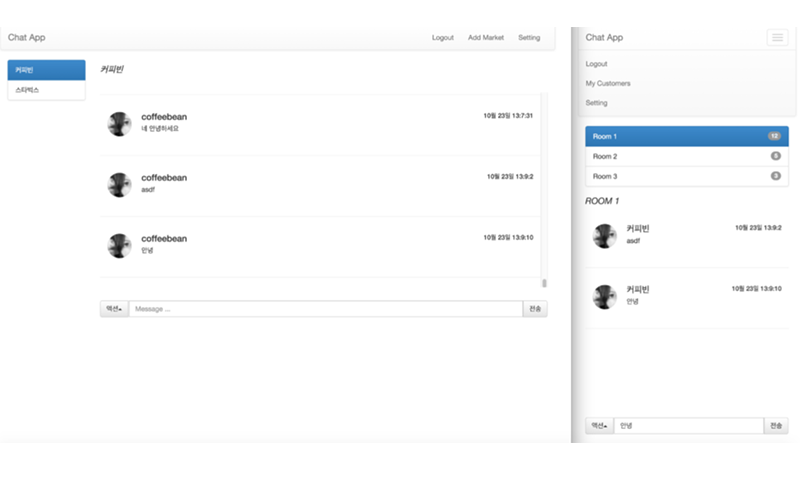 Chat App
Logout Add Market Setting
커피빈
스타벅스
커피빈
coffeebean 10월 23일 13:7:31
네 안녕하세요
coffeebean 10월 23일 13:9:2
asdf
coffeebean 10월 23일 13:9:10
안녕
액션 Message ... 전송
Chat App
Logout
My Customers
Setting
Room 1 12
Room 2 5
Room 3 3
ROOM 1
커피빈 10월 23일 13:9:2
asdf
커피빈 10월 23일 13:9:10
안녕
액션 안녕 전송